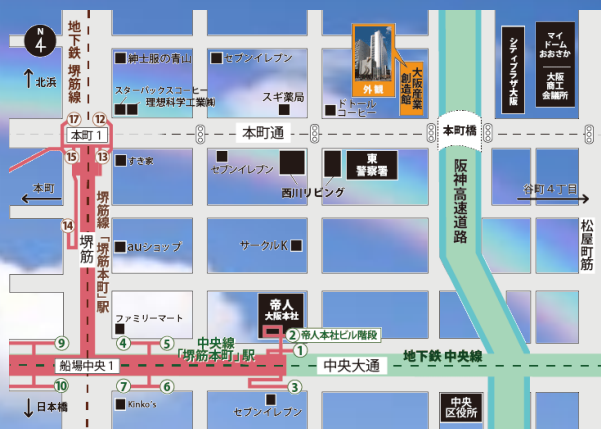 N
4
北浜
地下鉄 堺筋線
紳士服の青山
セブンイレブン
外観
大阪産業
創造館
シティプラザ大阪
マイ
ドーム
おおさか
大阪
商工
会議所
スターバックスコーヒー
理想科学工業㈱
スギ薬局
ドトール
コーヒー
⑰
⑫
本町1
本町通
本町橋
⑮
⑬
すき家
セブンイレブン
西川リビング
東
警察署
阪神高速道路
本町
谷町4丁目
松屋町筋
⑭
堺筋
堺筋線「堺筋本町」駅
auショップ
サークルK
ファミリーマート
帝人
大阪本社
②帝人本社ビル階段
⑨
④
⑤
中央線
「堺筋本町」駅
①
地下鉄 中央線
船場中央1
中央大通
⑩
⑦
⑥
③
日本橋
Kinko's
セブンイレブン
中央
区役所